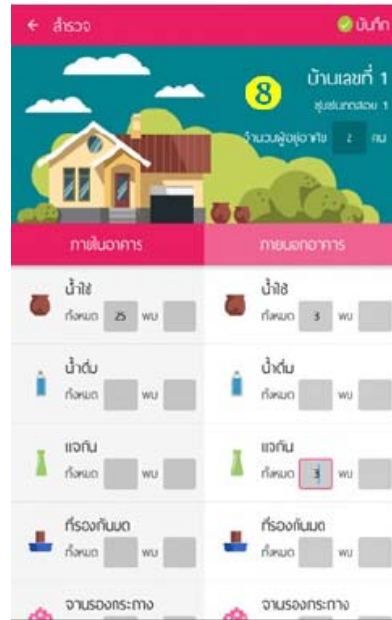 ← สำรวจ บันทึก
8
บ้านเลขที่ 1
ชุมชนทดสอบ 1
จำนวนผู้อยู่อาศัย 2 คน
ภายในอาคาร ภายนอกอาคาร
น้ำใช้ น้ำใช้
ทั้งหมด 25 พบ ทั้งหมด 3 พบ
น้ำดื่ม น้ำดื่ม
ทั้งหมด พบ ทั้งหมด พบ
แจกัน แจกัน
ทั้งหมด พบ ทั้งหมด 3 พบ
ที่รองกันมด ที่รองกันมด
ทั้งหมด พบ ทั้งหมด พบ
จานรองกระถาง จานรองกระถาง